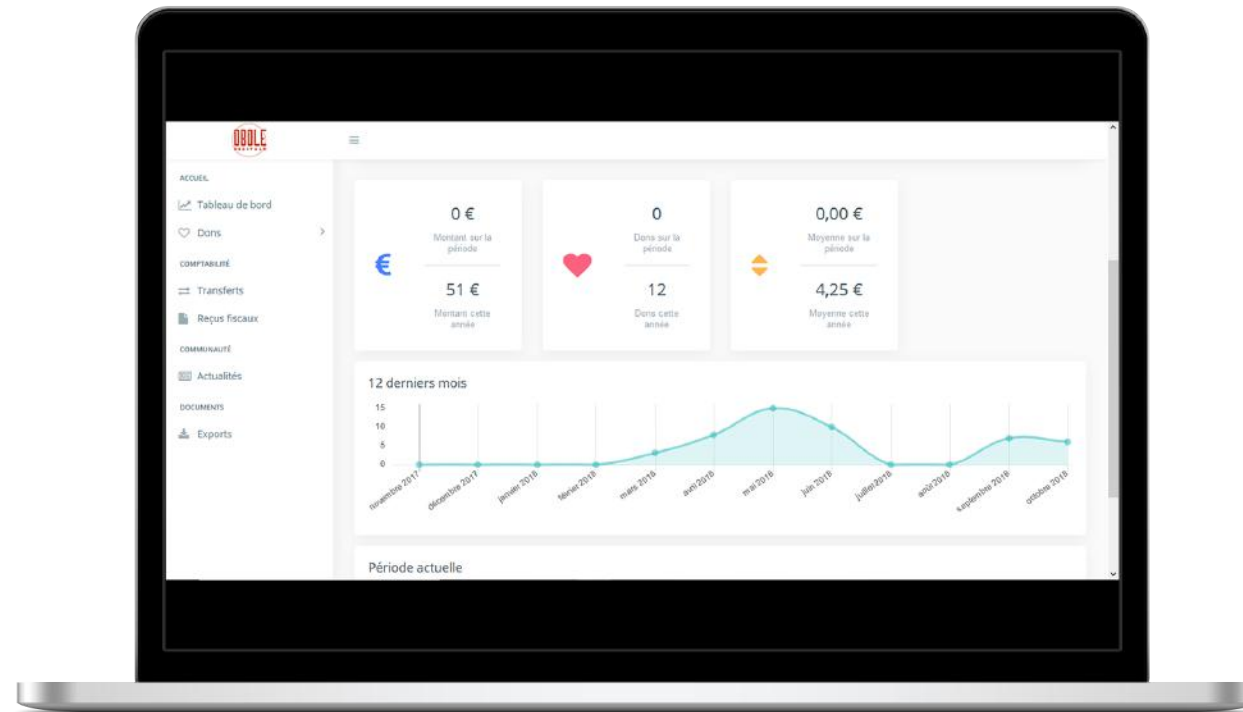 OBOLE
ACCUEIL
Tableau de bord
Dons
COMPTABILITÉ
Transferts
Reçus fiscaux
COMMUNAUTÉ
Actualités
DOCUMENTS
Exports
0 €
Montant sur la
période
51 €
Montant cette
année
0
Dons sur la
période
12
Dons cette
année
0,00 €
Moyenne sur la
période
4,25 €
Moyenne cette
année
12 derniers mois
15
10
5
0
novembre 2017
décembre 2017
janvier 2018
février 2018
mars 2018
avril 2018
mai 2018
juin 2018
juillet 2018
août 2018
septembre 2018
octobre 2018
Période actuelle